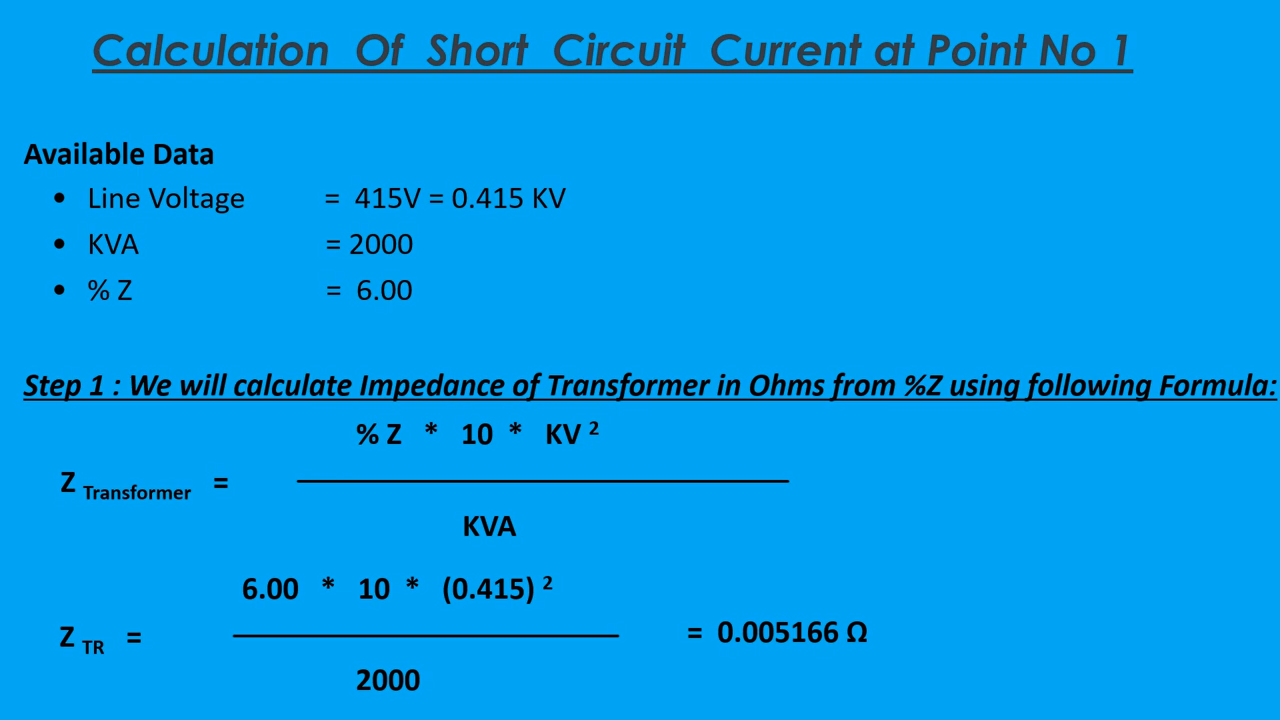 Calculation Of Short Circuit Current at Point No 1
Available Data
• Line Voltage = 415V = 0.415 KV
• KVA = 2000
• % Z = 6.00
Step 1 : We will calculate Impedance of Transformer in Ohms from %Z using following Formula:
% Z * 10 * KV ²
Z Transformer =
KVA
6.00 * 10 * (0.415) ²
Z TR = = 0.005166 Ω
2000